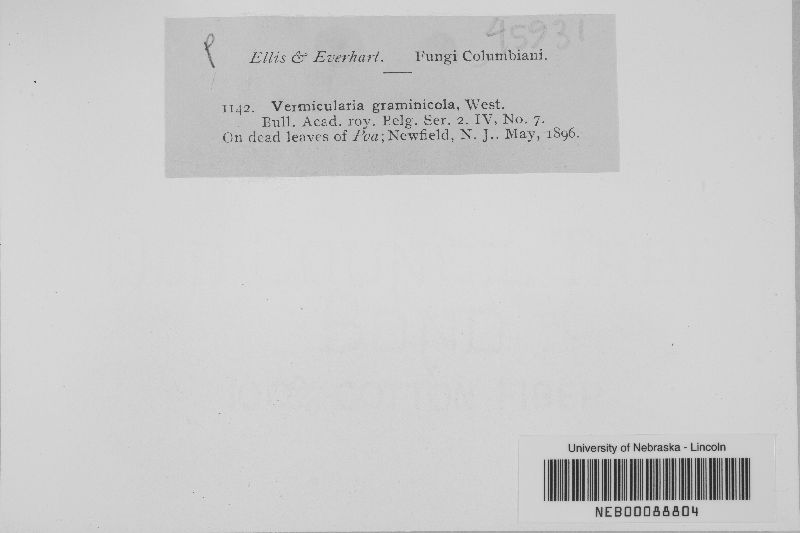 45931
Ellis & Everhart. Fungi Columbiani.
1142. Vermicularia graminicola, West.
Bull. Acad. roy. Belg. Ser. 2. IV, No. 7.
On dead leaves of Poa; Newfield, N. J., May, 1896.
University of Nebraska - Lincoln
NEB00088804